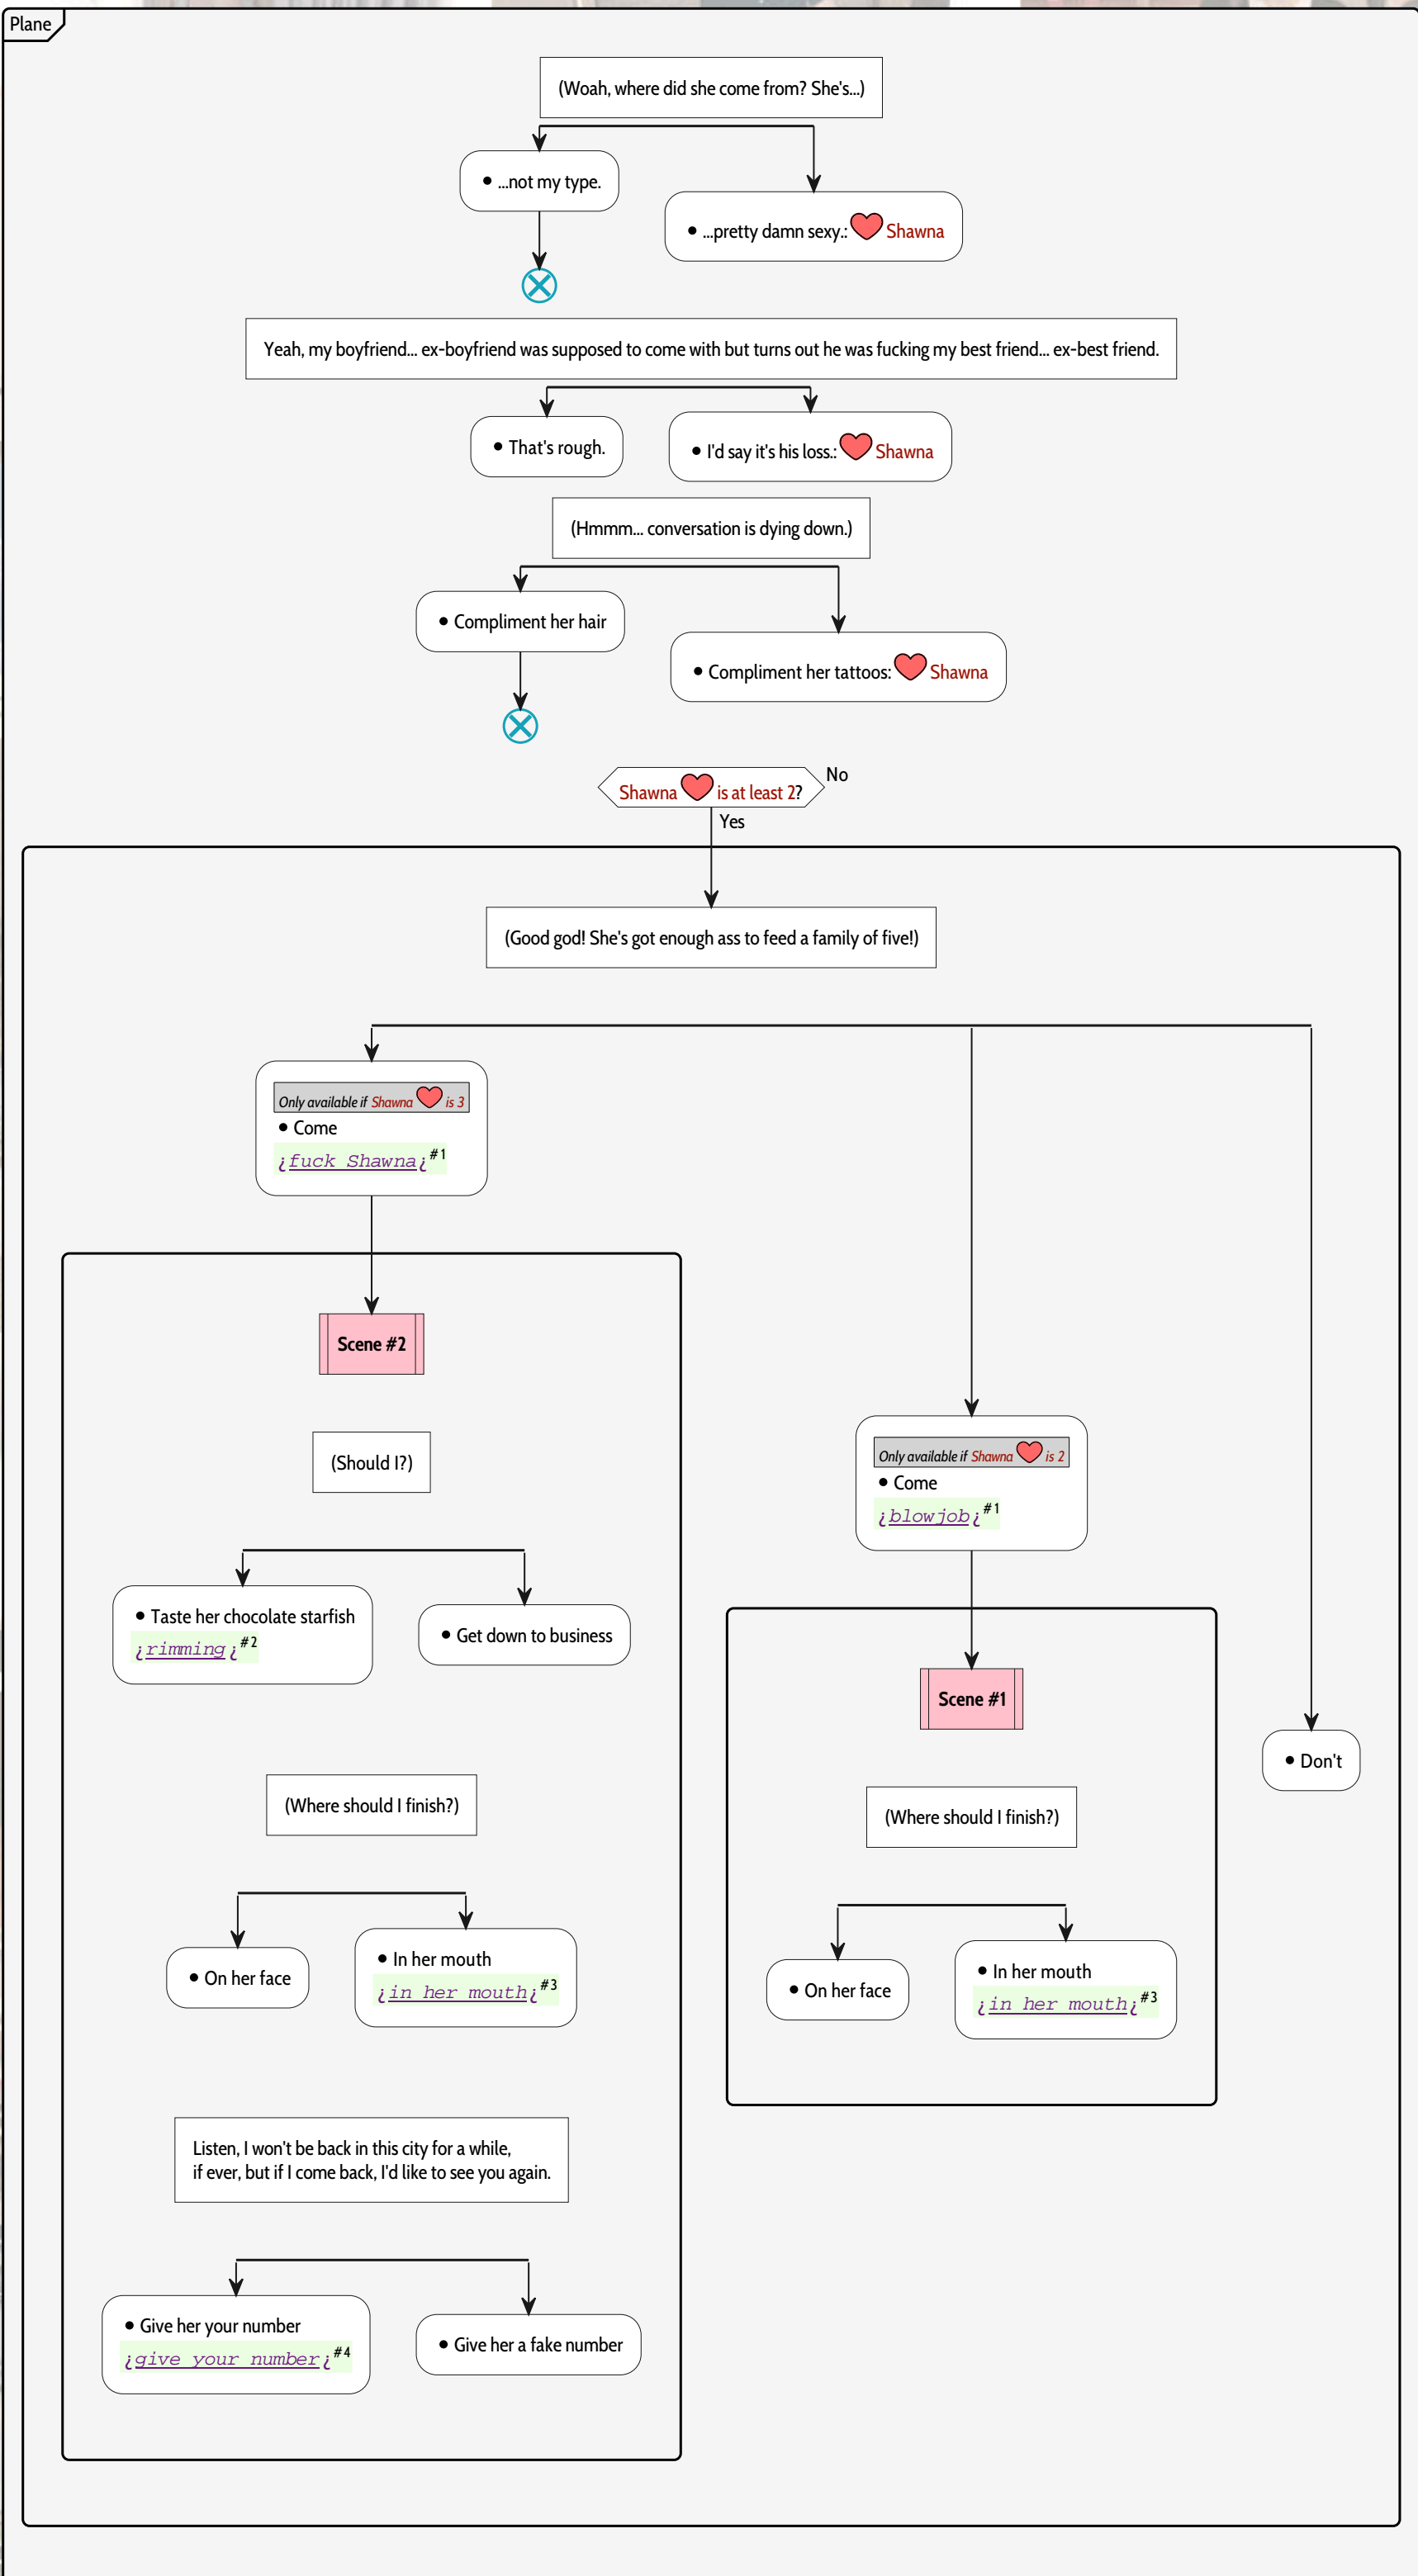 Plane
(Woah, where did she come from? She's...)
• ...not my type.
• ...pretty damn sexy.: Shawna
Yeah, my boyfriend... ex-boyfriend was supposed to come with but turns out he was fucking my best friend... ex-best friend.
• That's rough.
• I'd say it's his loss.: Shawna
(Hmmm... conversation is dying down.)
• Compliment her hair
• Compliment her tattoos: Shawna
Shawna is at least 2?
No
Yes
(Good god! She's got enough ass to feed a family of five!)
Only available if Shawna is 3
• Come
¿fuck Shawna¿#1
Scene #2
(Should I?)
• Taste her chocolate starfish
¿rimming¿#2
• Get down to business
(Where should I finish?)
• On her face
• In her mouth
¿in her mouth¿#3
Listen, I won't be back in this city for a while,
if ever, but if I come back, I'd like to see you again.
• Give her your number
¿give your number¿#4
• Give her a fake number
Only available if Shawna is 2
• Come
¿blowjob¿#1
Scene #1
(Where should I finish?)
• On her face
• In her mouth
¿in her mouth¿#3
• Don't